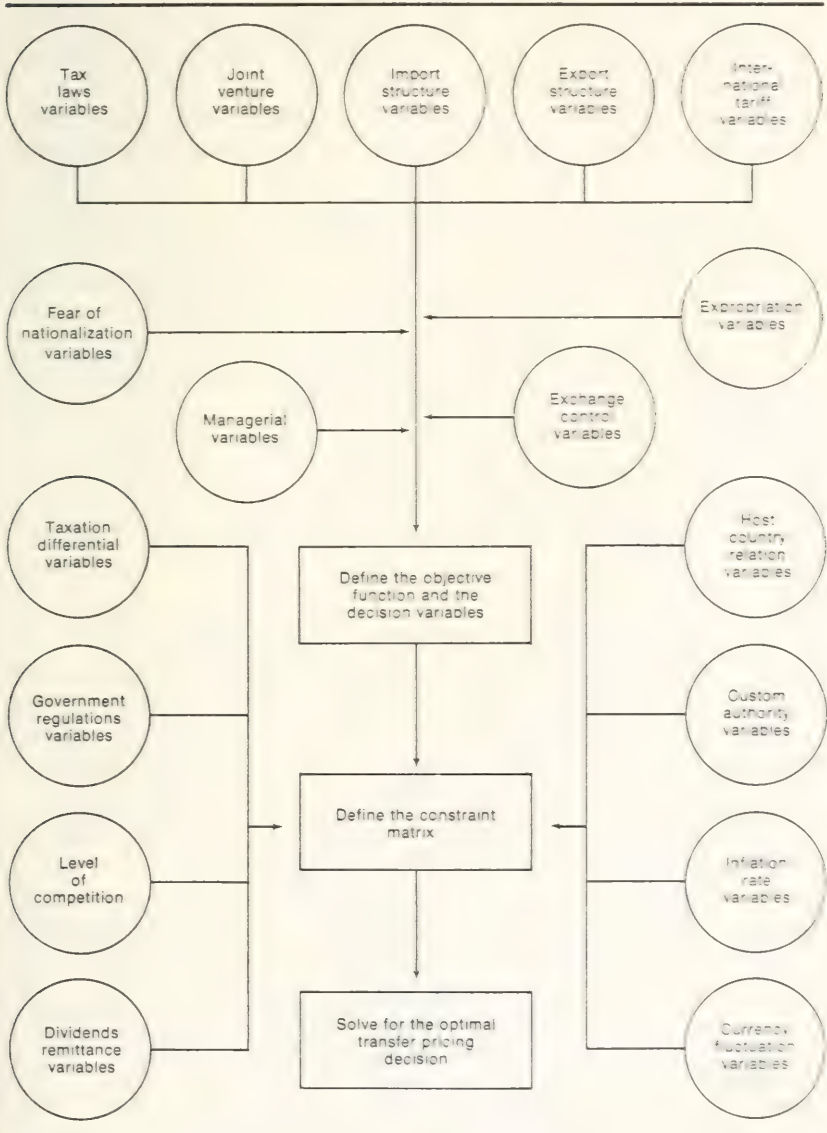 Tax
laws
variables
Joint
venture
variables
Import
structure
variables
Export
structure
variables
Inter-
national
tariff
variables
Fear of
nationalization
variables
Expropriation
variables
Managerial
variables
Exchange
control
variables
Taxation
differential
variables
Host
country
relation
variables
Define the objective
function and the
decision variables
Government
regulations
variables
Custom
authority
variables
Define the constraint
matrix
Level
of
competition
Inflation
rate
variables
Dividends
remittance
variables
Solve for the optimal
transfer pricing
decision
Currency
fluctuation
variables